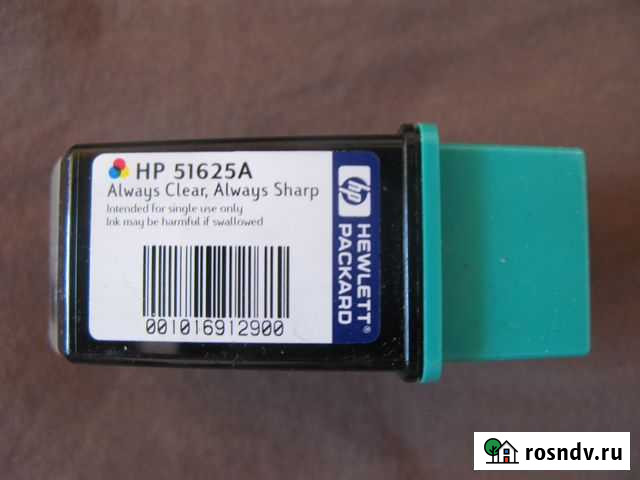 HP 51625A
Always Clear, Always Sharp
Intended for single use only
Ink may be harmful if swallowed
001016912900
hp
HEWLETT®
PACKARD
rosndv.ru